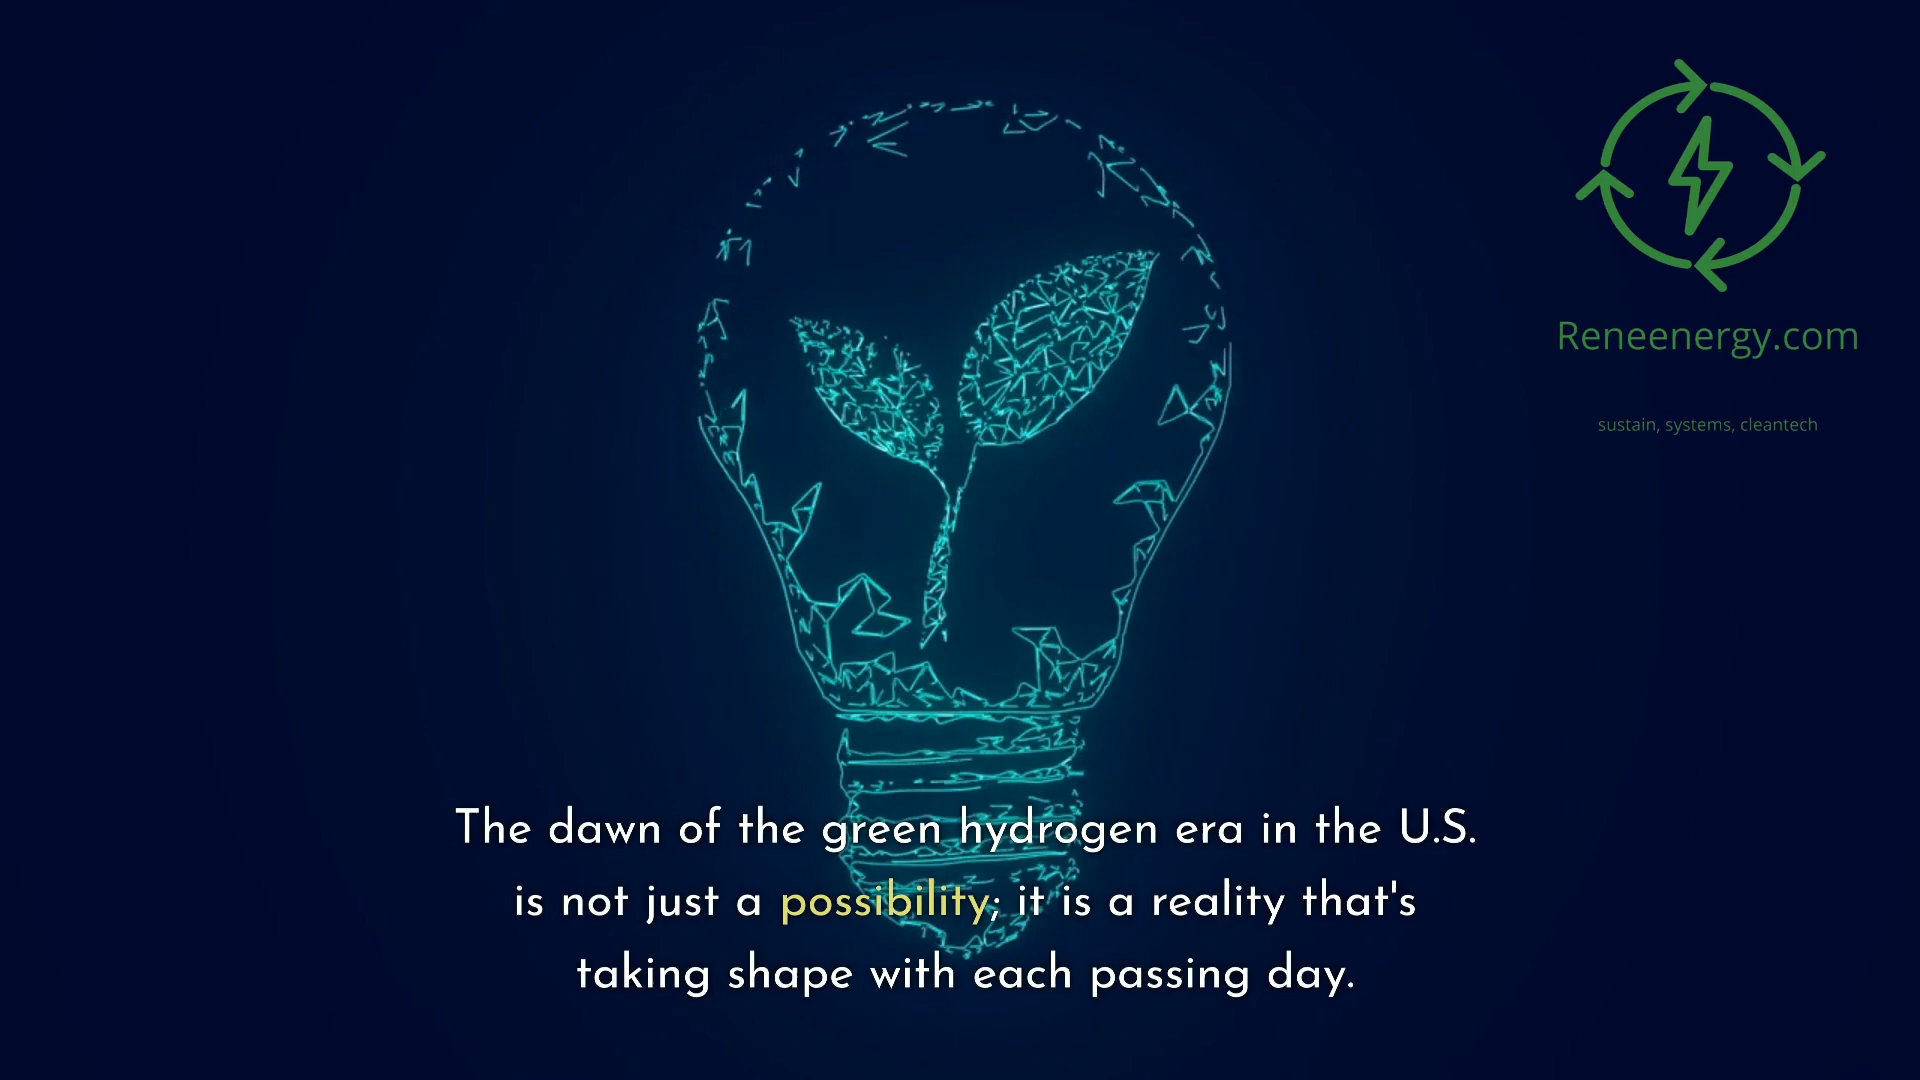 Reneenergy.com
sustain, systems, cleantech
The dawn of the green hydrogen era in the U.S.
is not just a possibility; it is a reality that's
taking shape with each passing day.